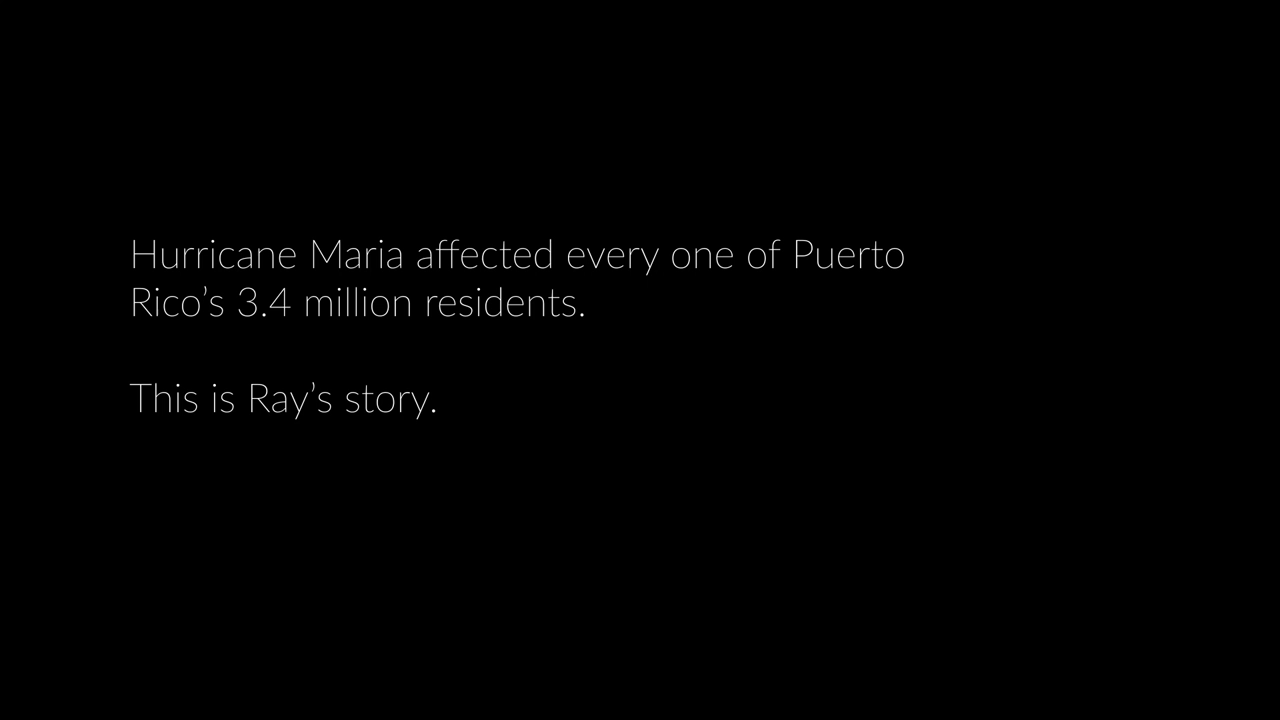 Hurricane Maria affected every one of Puerto
Rico’s 3.4 million residents.
This is Ray’s story.